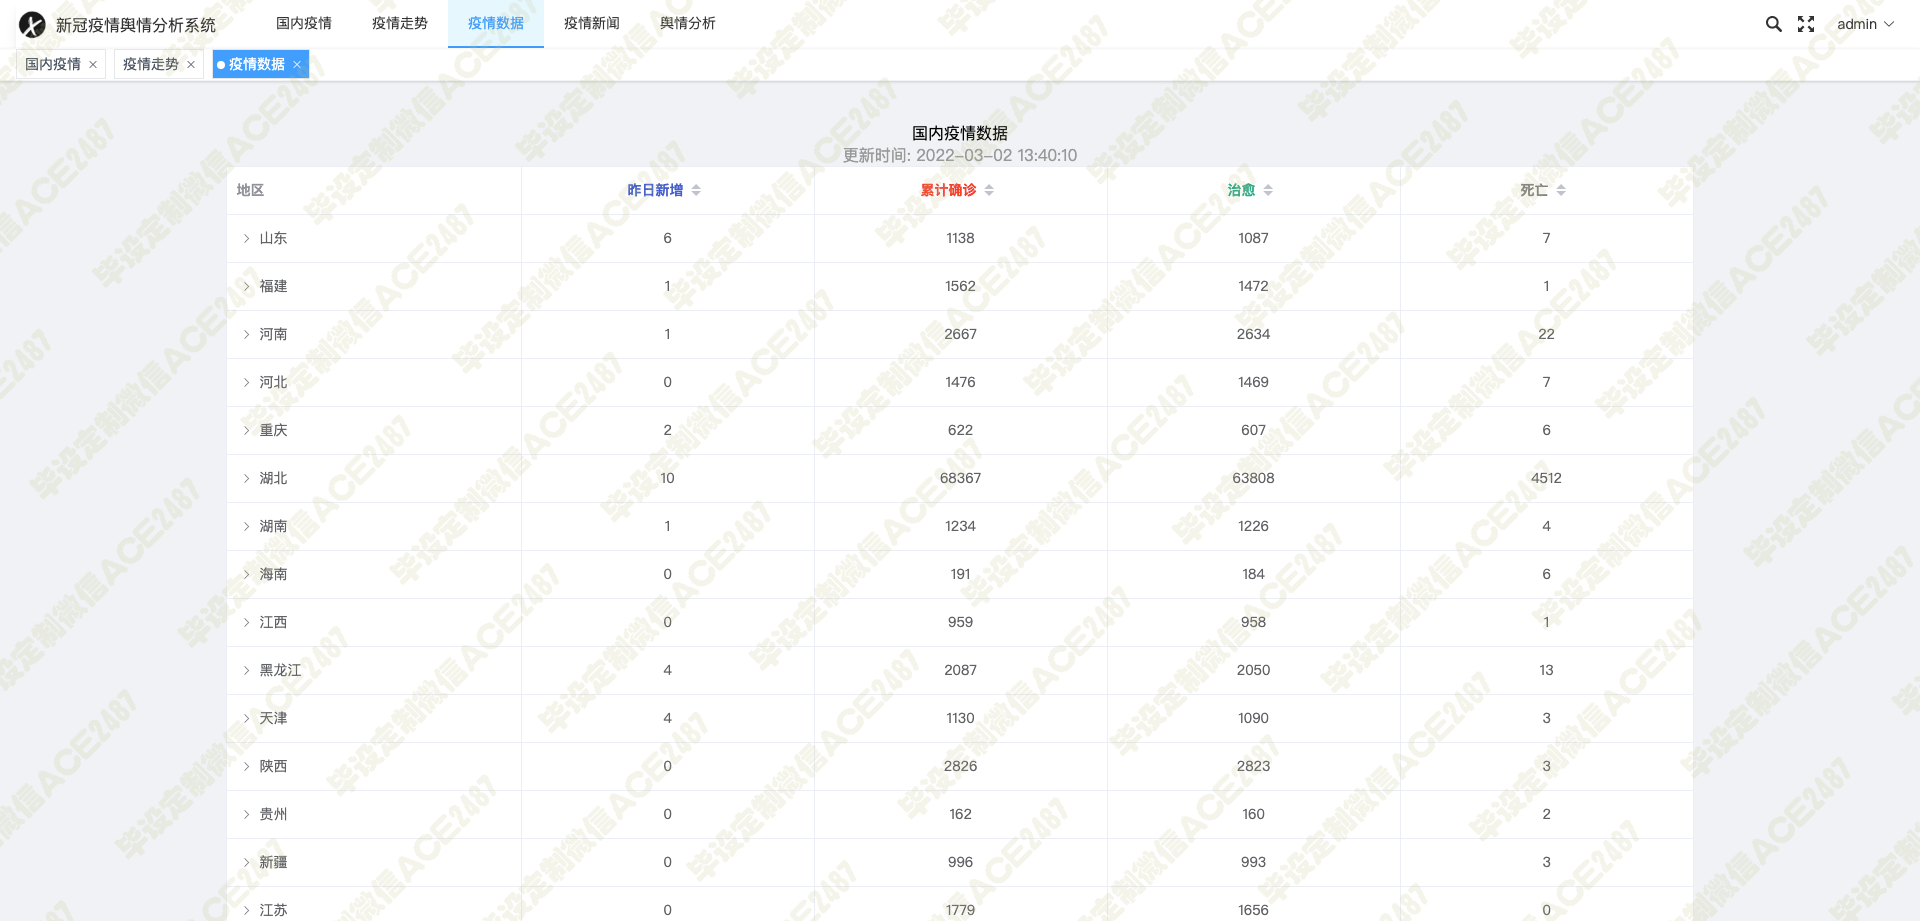 新冠疫情舆情分析系统 国内疫情 疫情走势 疫情数据 疫情新闻 舆情分析 admin
国内疫情 × 疫情走势 × 疫情数据 ×
国内疫情数据
更新时间: 2022-03-02 13:40:10
地区 昨日新增 累计确诊 治愈 死亡
山东 6 1138 1087 7
福建 1 1562 1472 1
河南 1 2667 2634 22
河北 0 1476 1469 7
重庆 2 622 607 6
湖北 10 68367 63808 4512
湖南 1 1234 1226 4
海南 0 191 184 6
江西 0 959 958 1
黑龙江 4 2087 2050 13
天津 4 1130 1090 3
陕西 0 2826 2823 3
贵州 0 162 160 2
新疆 0 996 993 3
江苏 0 1779 1656 0
毕设定制微信ACE2487